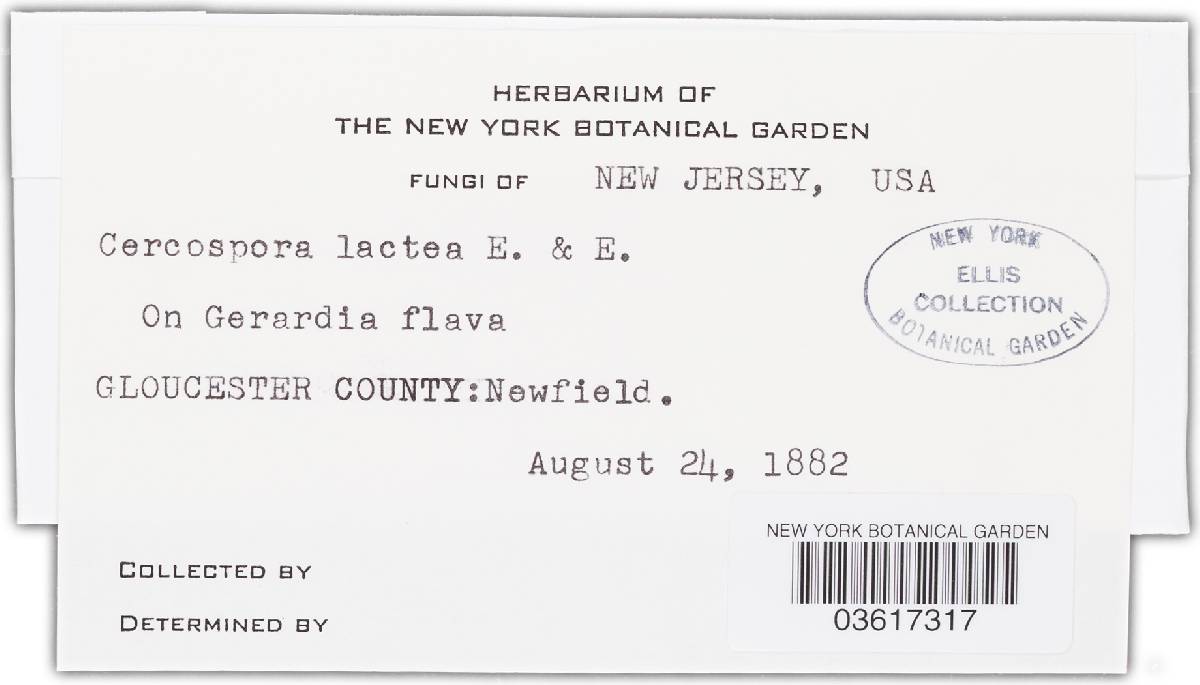 HERBARIUM OF
THE NEW YORK BOTANICAL GARDEN
FUNGI OF NEW JERSEY, USA
Cercospora lactea E. & E.
On Gerardia flava
GLOUCESTER COUNTY:Newfield.
August 24, 1882
NEW YORK
ELLIS
COLLECTION
BOTANICAL GARDEN
COLLECTED BY
DETERMINED BY
NEW YORK BOTANICAL GARDEN
03617317